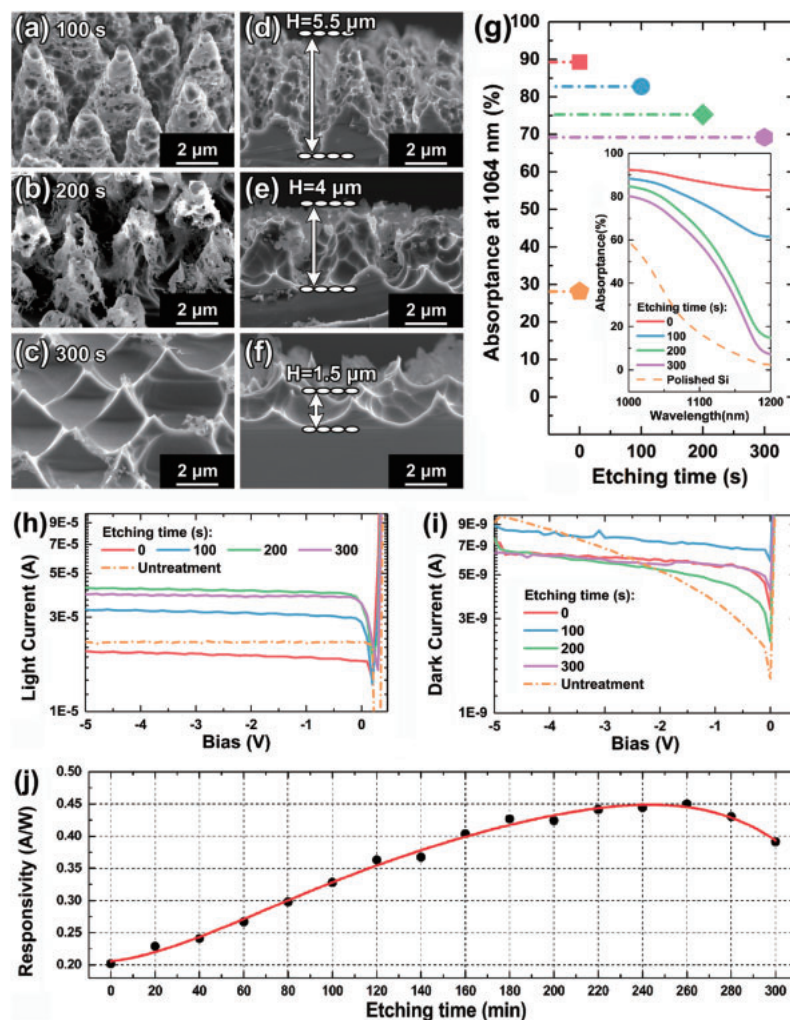 (a) 100 s
2 µm
(d) H=5.5 µm
2 µm
(b) 200 s
2 µm
(e) H=4 µm
2 µm
(c) 300 s
2 µm
(f)
H=1.5 µm
2 µm
(g)
Absorptance at 1064 nm (%)
100
90
80
70
60
50
40
30
20
10
0
0 100 200 300
Etching time (s)
Absorptance(%)
100
80
60
40
20
0
Etching time (s)
0
100
200
300
Polished Si
1000 1100 1200
Wavelength(nm)
(h)
Light Current (A)
9E-5
7E-5
5E-5
3E-5
1E-5
Etching time (s):
0 100 200 300
Untreatment
-5 -4 -3 -2 -1 0
Bias (V)
(i)
Dark Current (A)
9E-9
7E-9
5E-9
3E-9
1E-9
Etching time (s):
0
100
200
300
Untreatment
-5 -4 -3 -2 -1 0
Bias (V)
(j)
Responsivity (A/W)
0.50
0.45
0.40
0.35
0.30
0.25
0.20
0 20 40 60 80 100 120 140 160 180 200 220 240 260 280 300
Etching time (min)